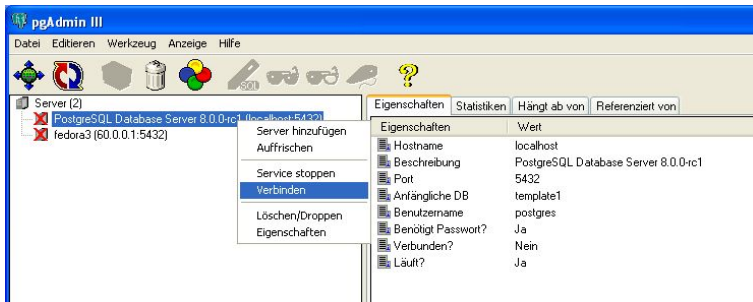 pgAdmin III
Datei Editieren Werkzeug Anzeige Hilfe
SQL
Server (2)
PostgreSQL Database Server 8.0.0-rc1 (localhost:5432)
fedora3 (60.0.0.1:5432)
Server hinzufügen
Auffrischen
Service stoppen
Verbinden
Löschen/Droppen
Eigenschaften
Eigenschaften Statistiken Hängt ab von Referenziert von
Eigenschaften Wert
Hostname localhost
Beschreibung PostgreSQL Database Server 8.0.0-rc1
Port 5432
Anfängliche DB template1
Benutzername postgres
Benötigt Passwort? Ja
Verbunden? Nein
Läuft? Ja